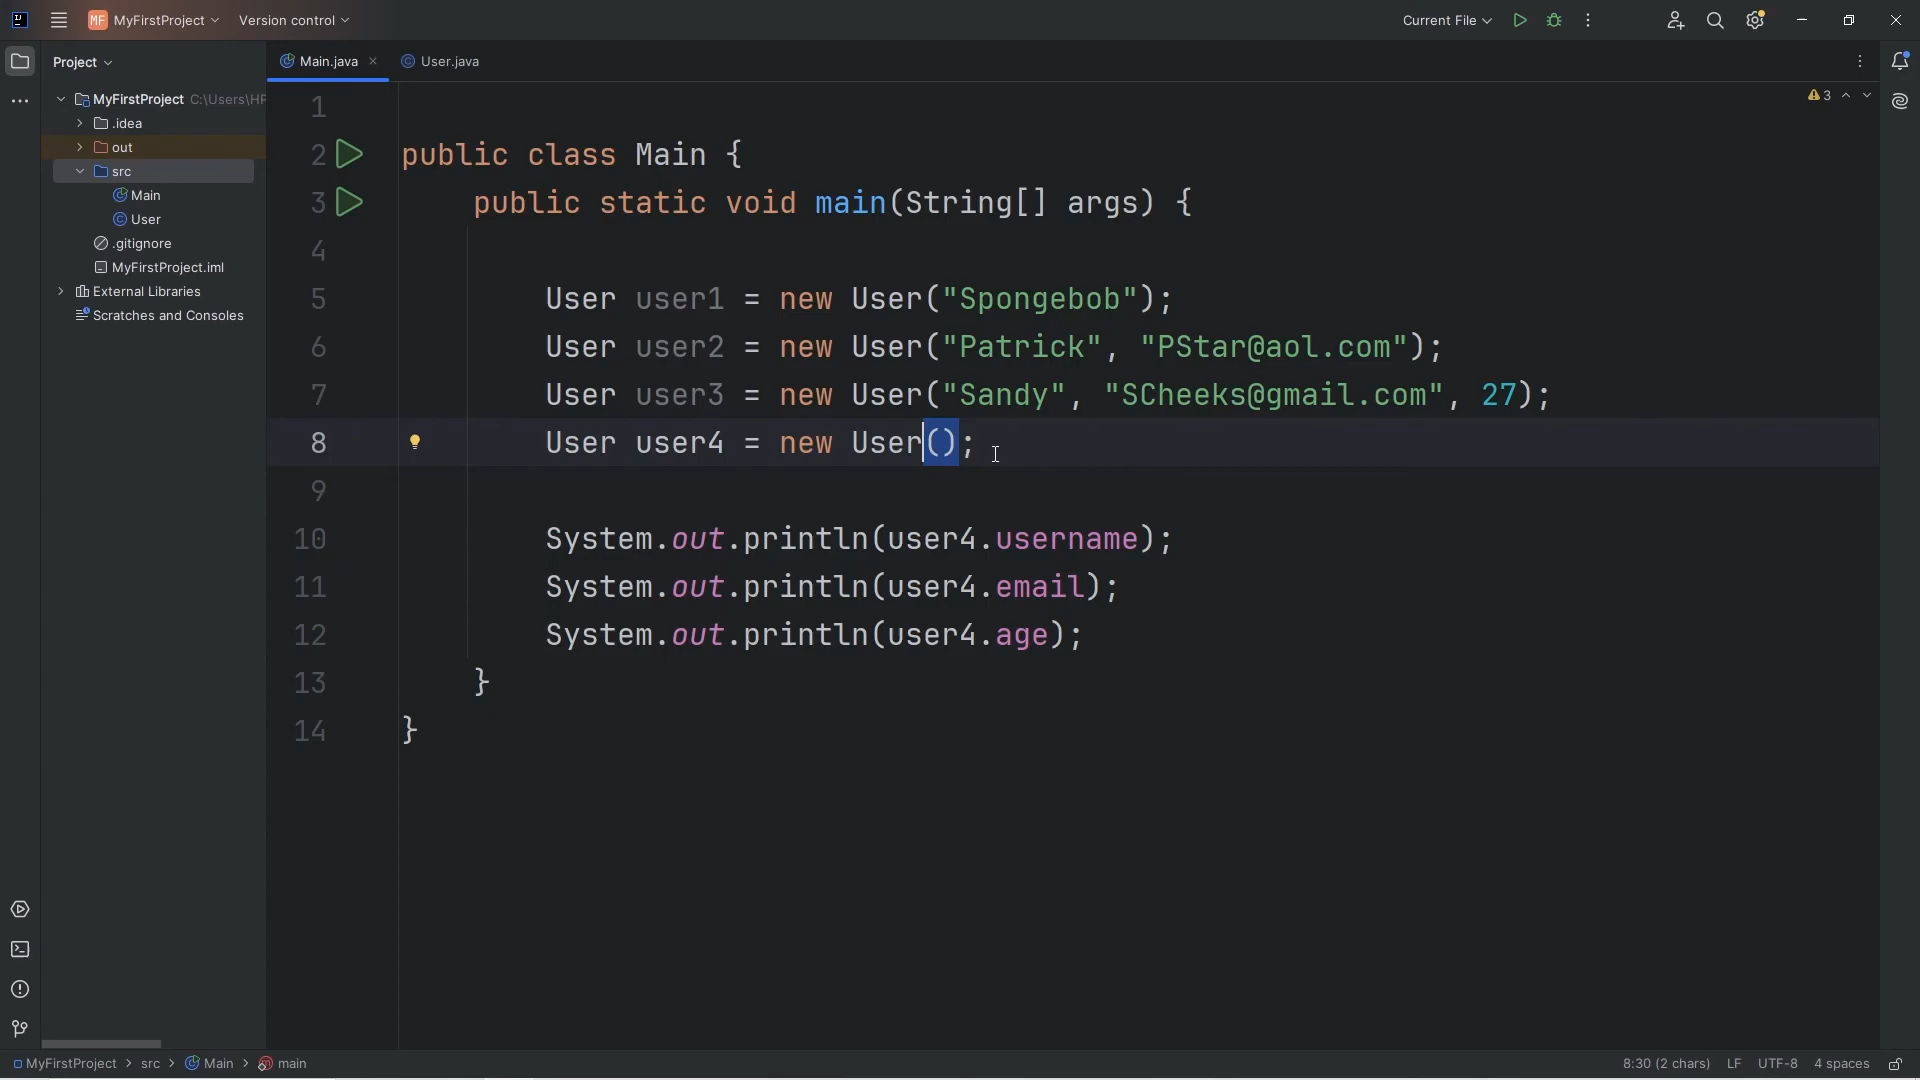 MF MyFirstProject Version control Current File
Project Main.java User.java
MyFirstProject C:\Users\HP
.idea
out
src
Main
User
.gitignore
MyFirstProject.iml
External Libraries
Scratches and Consoles
3
1
2 public class Main {
3 public static void main(String[] args) {
4
5 User user1 = new User("Spongebob");
6 User user2 = new User("Patrick", "PStar@aol.com");
7 User user3 = new User("Sandy", "SCheeks@gmail.com", 27);
8 User user4 = new User();
9
10 System.out.println(user4.username);
11 System.out.println(user4.email);
12 System.out.println(user4.age);
13 }
14 }
MyFirstProject > src > Main > main 8:30 (2 chars) LF UTF-8 4 spaces